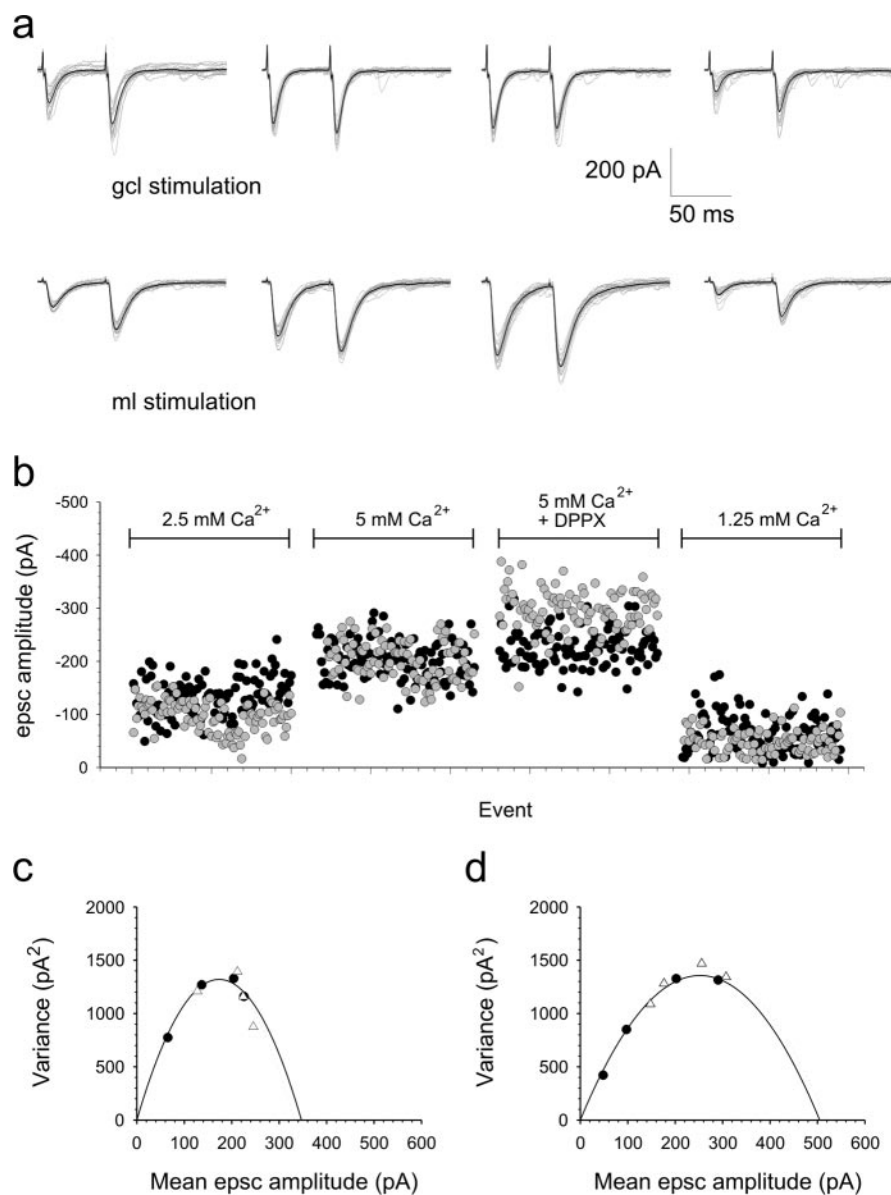 a
gcl stimulation
200 pA
50 ms
ml stimulation
b
epsc amplitude (pA)
-500
-400
-300
-200
-100
0
2.5 mM Ca2+
5 mM Ca2+
5 mM Ca2+
+ DPPX
1.25 mM Ca2+
Event
c
Variance (pA2)
2000
1500
1000
500
0
0 100 200 300 400 500 600
Mean epsc amplitude (pA)
d
Variance (pA2)
2000
1500
1000
500
0
0 100 200 300 400 500 600
Mean epsc amplitude (pA)